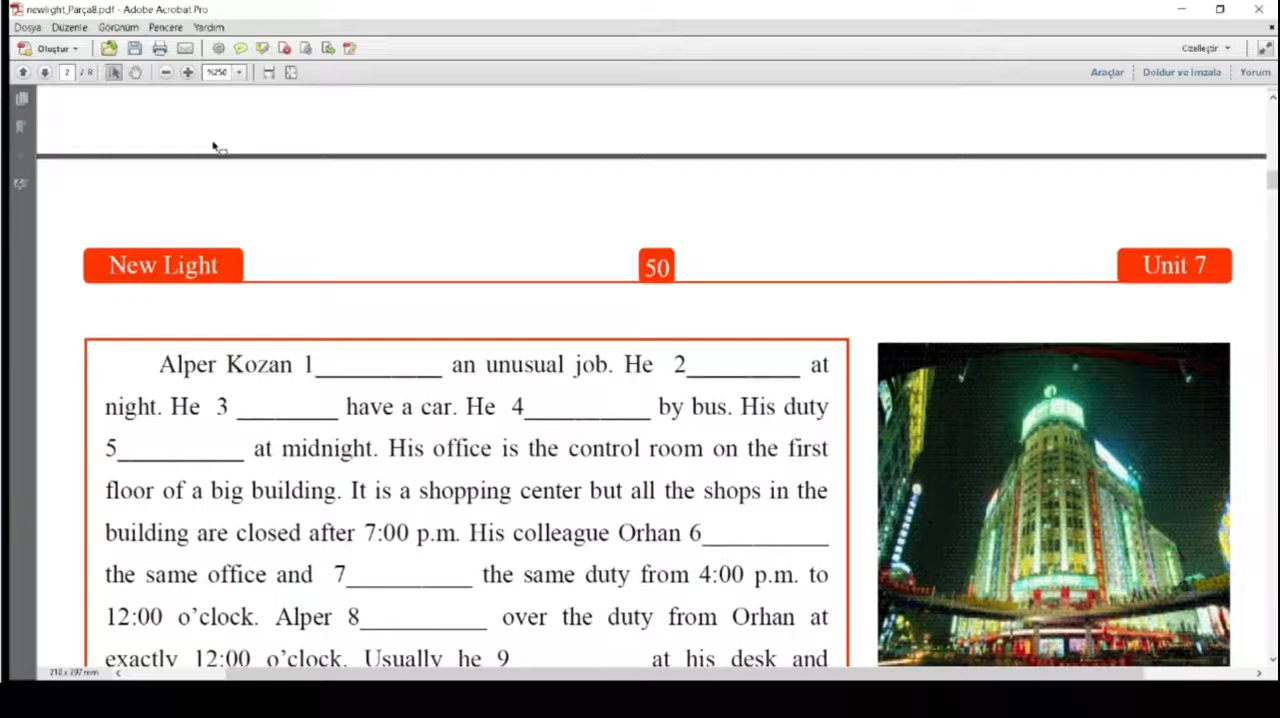 newlight_Parça8.pdf - Adobe Acrobat Pro
Dosya Düzenle Görünüm Pencere Yardım
Oluştur Özelleştir
2 / 8 %250 Araçlar Doldur ve İmzala Yorum
New Light 50 Unit 7
Alper Kozan 1__________ an unusual job. He 2_________ at
night. He 3 ________ have a car. He 4__________ by bus. His duty
5__________ at midnight. His office is the control room on the first
floor of a big building. It is a shopping center but all the shops in the
building are closed after 7:00 p.m. His colleague Orhan 6__________
the same office and 7__________ the same duty from 4:00 p.m. to
12:00 o’clock. Alper 8__________ over the duty from Orhan at
exactly 12:00 o’clock. Usually he 9__________ at his desk and
210 x 297 mm